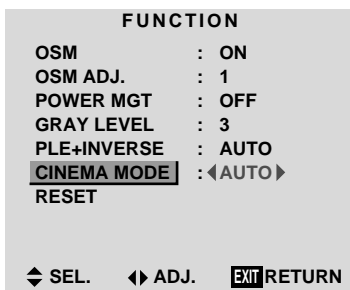 FUNCTION
OSM : ON
OSM ADJ. : 1
POWER MGT : OFF
GRAY LEVEL : 3
PLE+INVERSE : AUTO
CINEMA MODE : AUTO
RESET
SEL. ADJ. EXIT RETURN